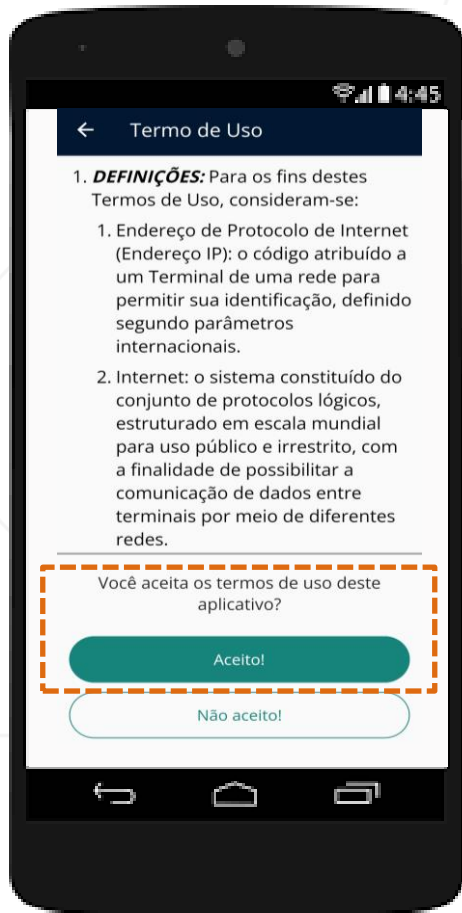 4:45
Termo de Uso
1. DEFINIÇÕES: Para os fins destes
Termos de Uso, consideram-se:
1. Endereço de Protocolo de Internet
(Endereço IP): o código atribuído a
um Terminal de uma rede para
permitir sua identificação, definido
segundo parâmetros
internacionais.
2. Internet: o sistema constituído do
conjunto de protocolos lógicos,
estruturado em escala mundial
para uso público e irrestrito, com
a finalidade de possibilitar a
comunicação de dados entre
terminais por meio de diferentes
redes.
Você aceita os termos de uso deste
aplicativo?
Aceito!
Não aceito!